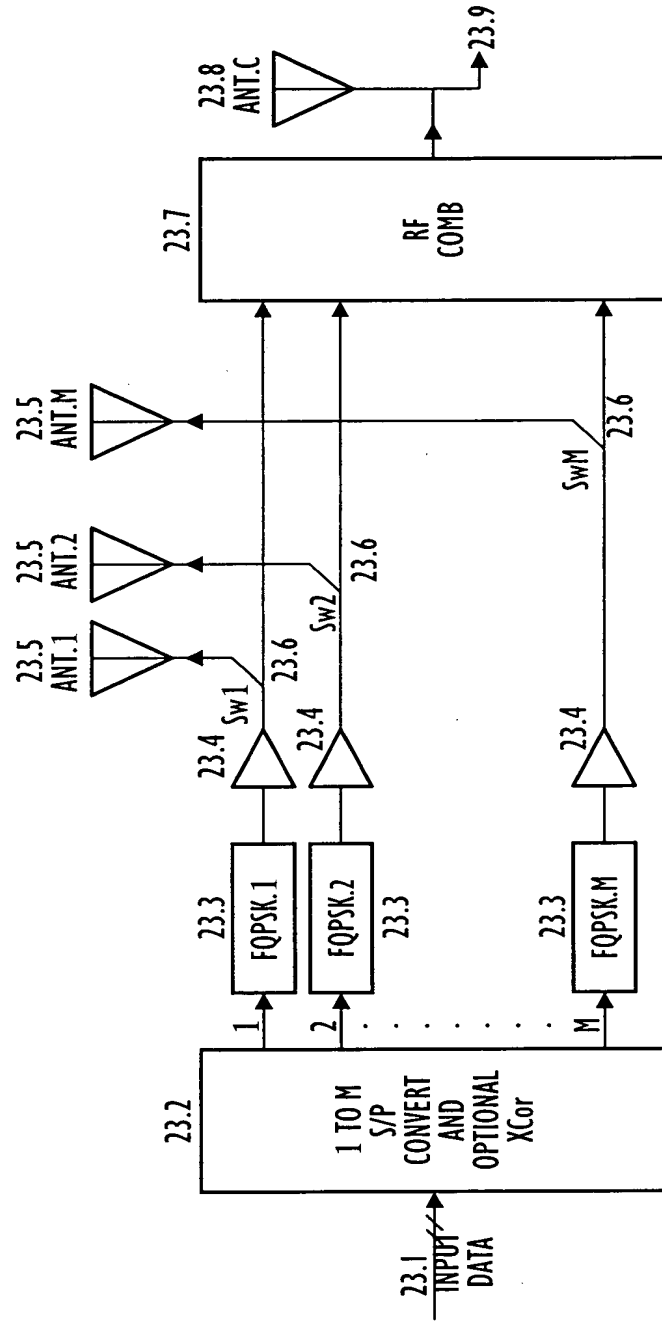 23.1
INPUT
DATA
23.2
1 TO M
S/P
CONVERT
AND
OPTIONAL
XCor
1
2
. . . . . . .
M
23.3
FQPSK.1
FQPSK.2
23.3
23.3
FQPSK.M
23.4
23.4
23.4
Sw1
23.6
Sw2
23.6
SwM
23.6
23.5
ANT.1
23.5
ANT.2
23.5
ANT.M
23.7
RF
COMB
23.8
ANT.C
23.9